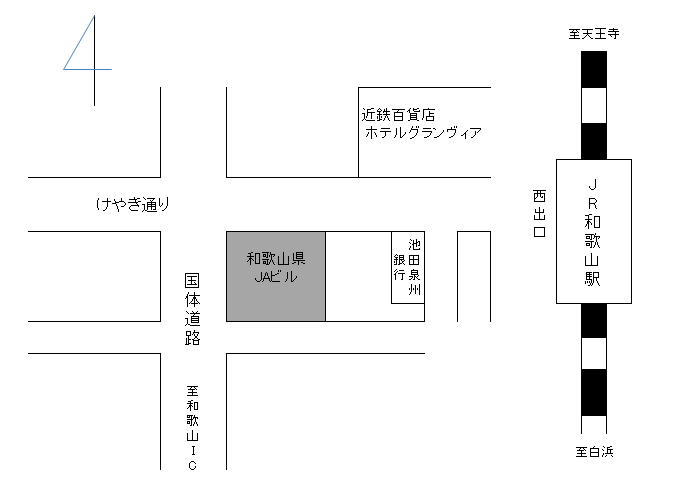 至天王寺
近鉄百貨店
ホテルグランヴィア
けやき通り
西出口
JR和歌山駅
和歌山県
JAビル
池田泉州
銀行
国体道路
至和歌山IC
至白浜